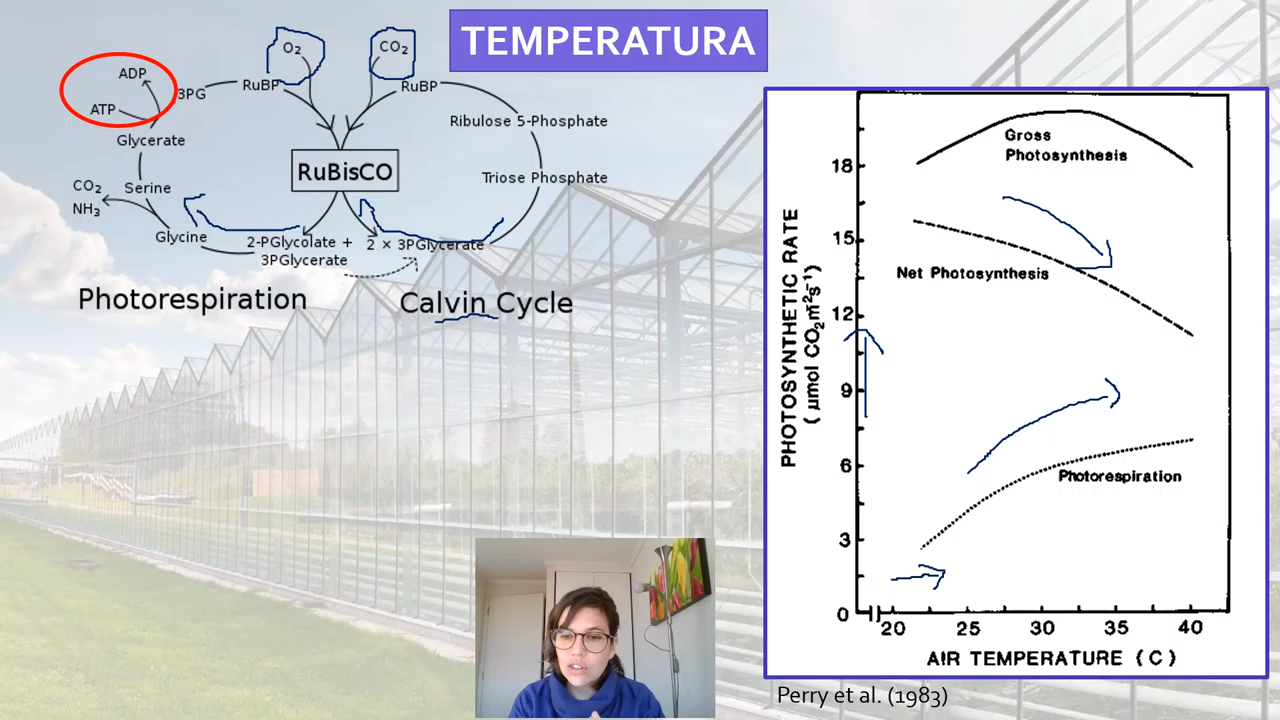 TEMPERATURA
O₂
CO₂
ADP
ATP
3PG
RuBP
RuBP
Glycerate
Ribulose 5-Phosphate
RuBisCO
Triose Phosphate
CO₂
NH₃
Serine
Glycine
2-PGlycolate +
3PGlycerate
2 × 3PGlycerate
Photorespiration
Calvin Cycle
PHOTOSYNTHETIC RATE
(μmol CO₂m⁻²s⁻¹)
18
15
12
9
6
3
0
Gross
Photosynthesis
Net Photosynthesis
Photorespiration
20 25 30 35 40
AIR TEMPERATURE (C)
Perry et al. (1983)